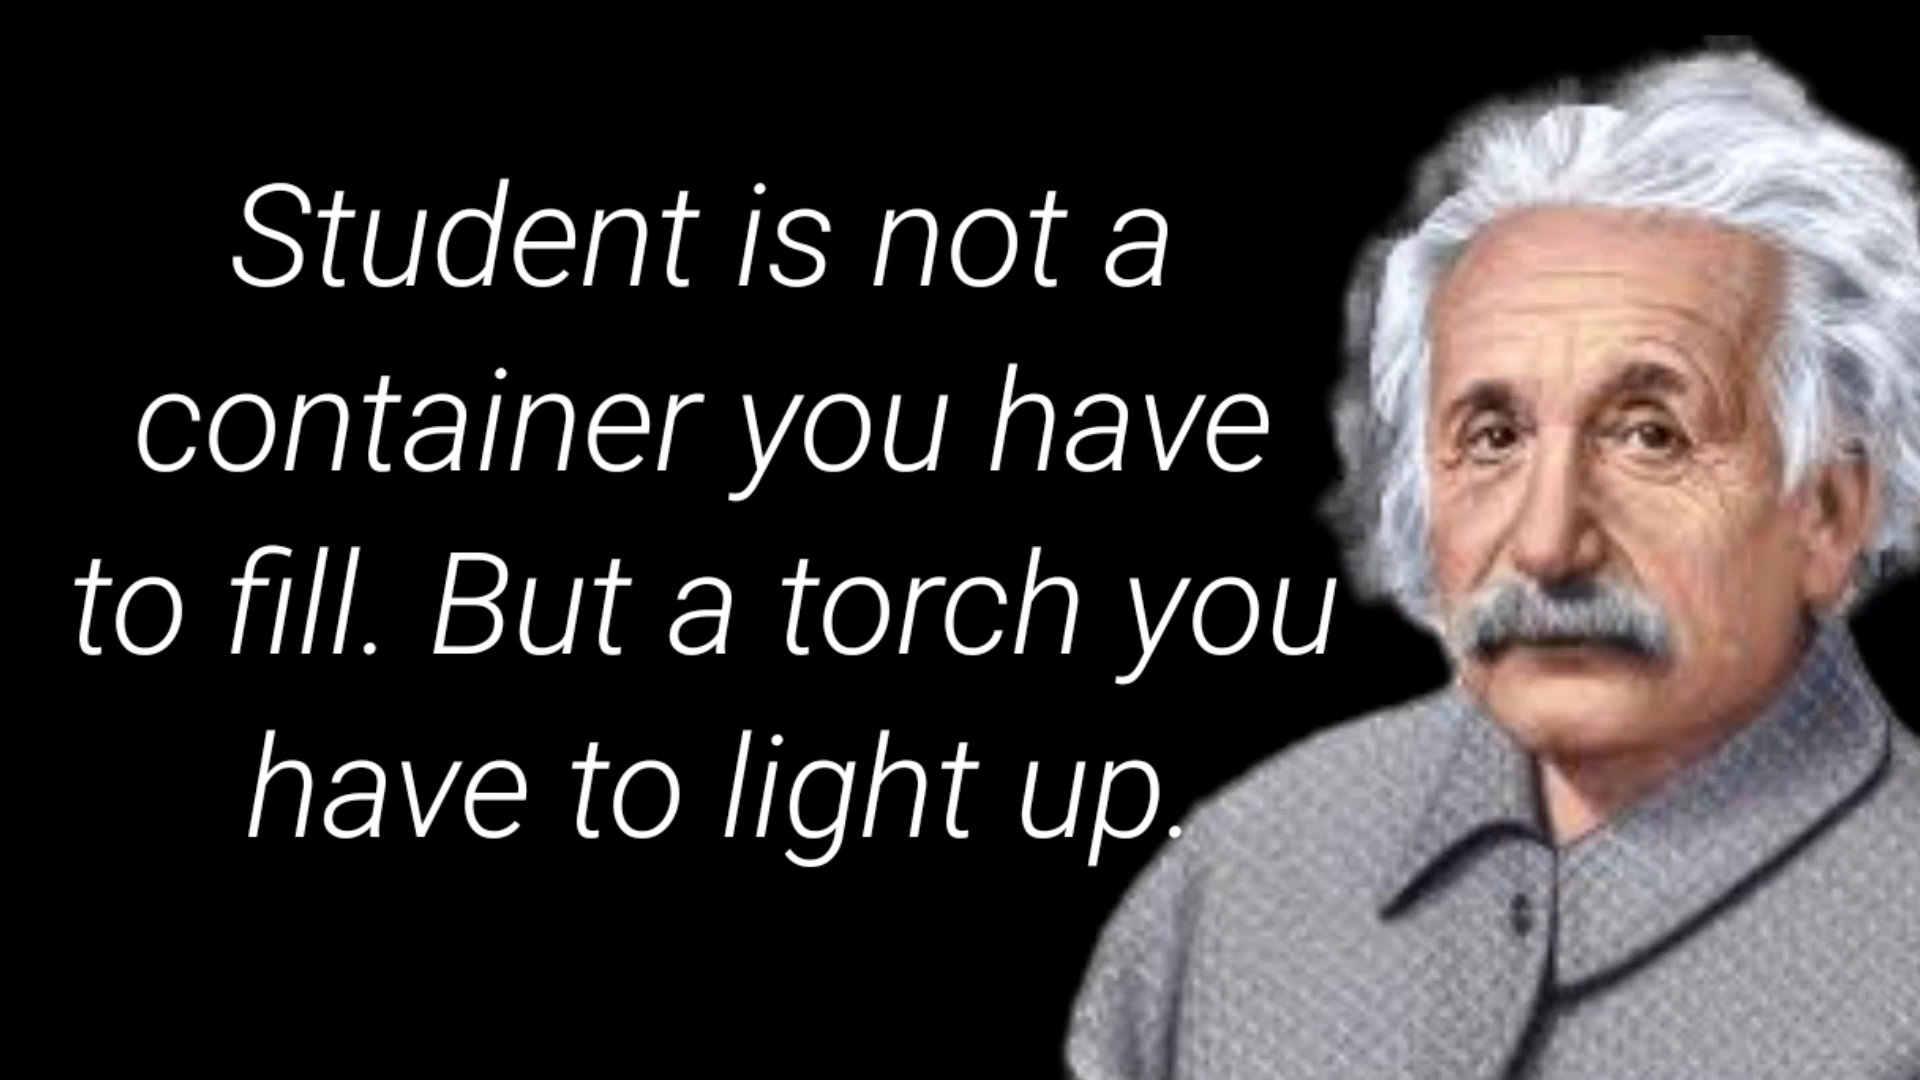 Student is not a
container you have
to fill. But a torch you
have to light up.